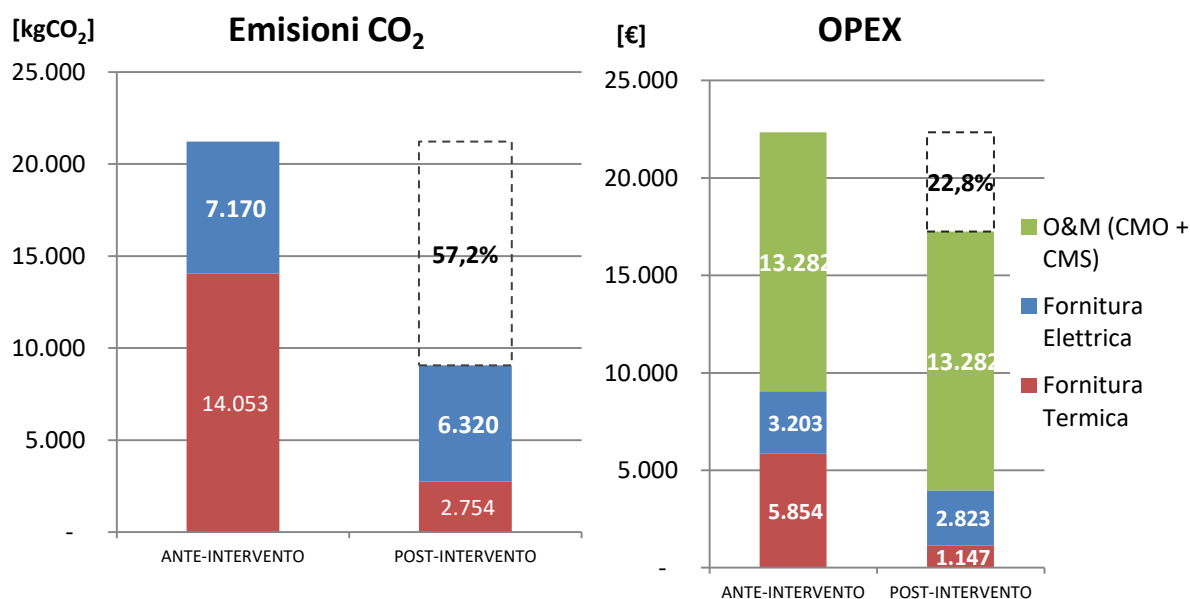 [kgCO₂]
Emisioni CO₂
25.000
20.000
15.000
10.000
5.000
-
7.170
14.053
57,2%
6.320
2.754
ANTE-INTERVENTO
POST-INTERVENTO
[€]
OPEX
25.000
20.000
15.000
10.000
5.000
-
13.282
3.203
5.854
22,8%
13.282
2.823
1.147
ANTE-INTERVENTO
POST-INTERVENTO
O&M (CMO +
CMS)
Fornitura
Elettrica
Fornitura
Termica